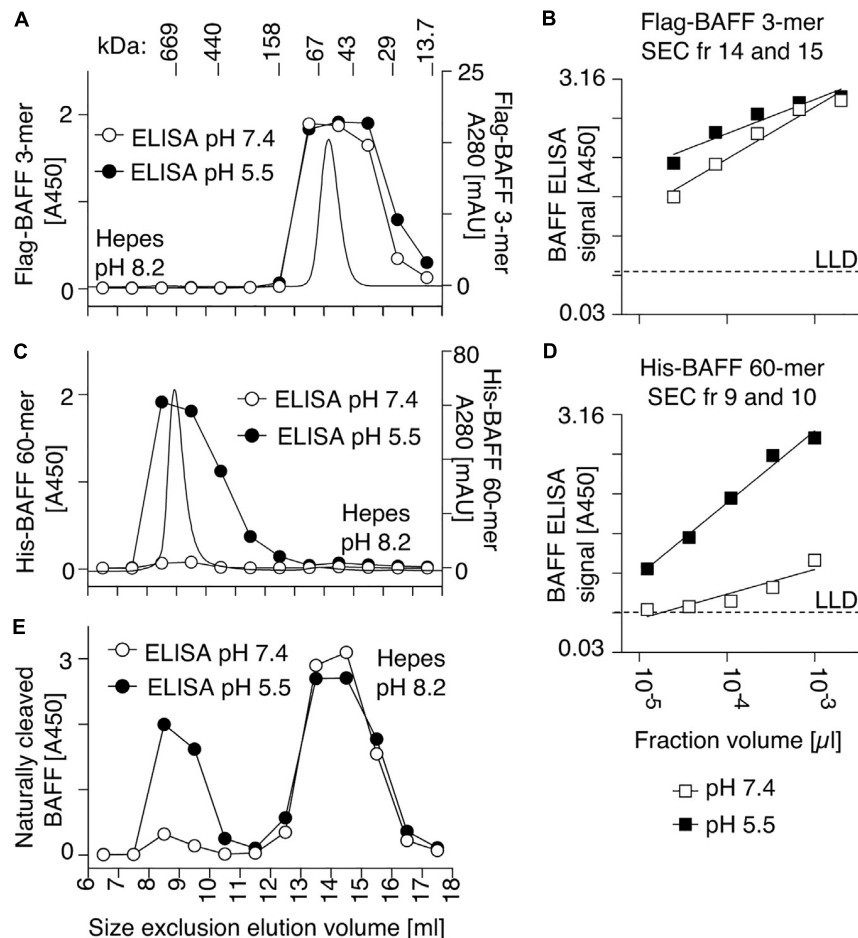 A
kDa:
669
440
158
67
43
29
13.7
2
0
25
0
Flag-BAFF 3-mer
[A450]
Flag-BAFF 3-mer
A280 [mAU]
ELISA pH 7.4
ELISA pH 5.5
Hepes
pH 8.2
B
Flag-BAFF 3-mer
SEC fr 14 and 15
3.16
0.03
BAFF ELISA
signal [A450]
LLD
C
2
0
80
0
His-BAFF 60-mer
[A450]
His-BAFF 60-mer
A280 [mAU]
ELISA pH 7.4
ELISA pH 5.5
Hepes
pH 8.2
D
His-BAFF 60-mer
SEC fr 9 and 10
3.16
0.03
BAFF ELISA
signal [A450]
LLD
10-5
10-4
10-3
Fraction volume [µl]
pH 7.4
pH 5.5
E
3
0
Naturally cleaved
BAFF [A450]
ELISA pH 7.4
ELISA pH 5.5
Hepes
pH 8.2
6
7
8
9
10
11
12
13
14
15
16
17
18
Size exclusion elution volume [ml]